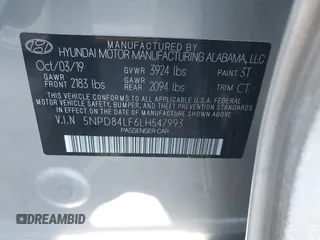 MANUFACTURED BY
HYUNDAI MOTOR MANUFACTURING ALABAMA, LLC
Oct/03/19 GVWR 3924 lbs PAINT 3T
GAWR FRONT 2183 lbs GAWR REAR 2094 lbs TRIM CT -
THIS VEHICLE CONFORMS TO ALL APPLICABLE U.S.A FEDERAL
MOTOR VEHICLE SAFETY, BUMPER, AND THEFT PREVENTION
STANDARDS IN EFFECT ON THE DATE OF MANUFACTURE SHOWN ABOVE.
V.I.N 5NPD84LF6LH547993
PASSENGER CAR
DREAMBID